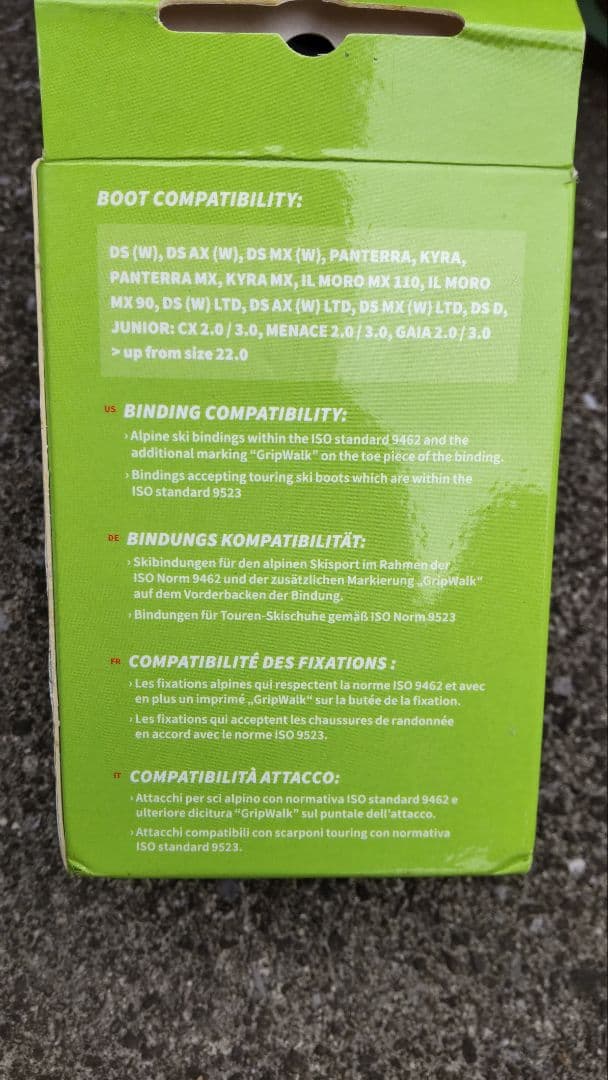 BOOT COMPATIBILITY:
DS (W), DS AX (W), DS MX (W), PANTERRA, KYRA,
PANTERRA MX, KYRA MX, IL MORO MX 110, IL MORO
MX 90, DS (W) LTD, DS AX (W) LTD, DS MX (W) LTD, DS D,
JUNIOR: CX 2.0 / 3.0, MENACE 2.0 / 3.0, GAIA 2.0 / 3.0
> up from size 22.0
US BINDING COMPATIBILITY:
› Alpine ski bindings within the ISO standard 9462 and the
additional marking “GripWalk” on the toe piece of the binding.
› Bindings accepting touring ski boots which are within the
ISO standard 9523
DE BINDUNGS KOMPATIBILITÄT:
› Skibindungen für den alpinen Skisport im Rahmen der
ISO Norm 9462 und der zusätzlichen Markierung „GripWalk“
auf dem Vorderbacken der Bindung.
› Bindungen für Touren-Skischuhe gemäß ISO Norm 9523
FR COMPATIBILITÉ DES FIXATIONS :
› Les fixations alpines qui respectent la norme ISO 9462 et avec
en plus un imprimé „GripWalk“ sur la butée de la fixation.
› Les fixations qui acceptent les chaussures de randonnée
en accord avec le norme ISO 9523.
IT COMPATIBILITÀ ATTACCO:
› Attacchi per sci alpino con normativa ISO standard 9462 e
ulteriore dicitura “GripWalk” sul puntale dell'attacco.
› Attacchi compatibili con scarponi touring con normativa
ISO standard 9523.